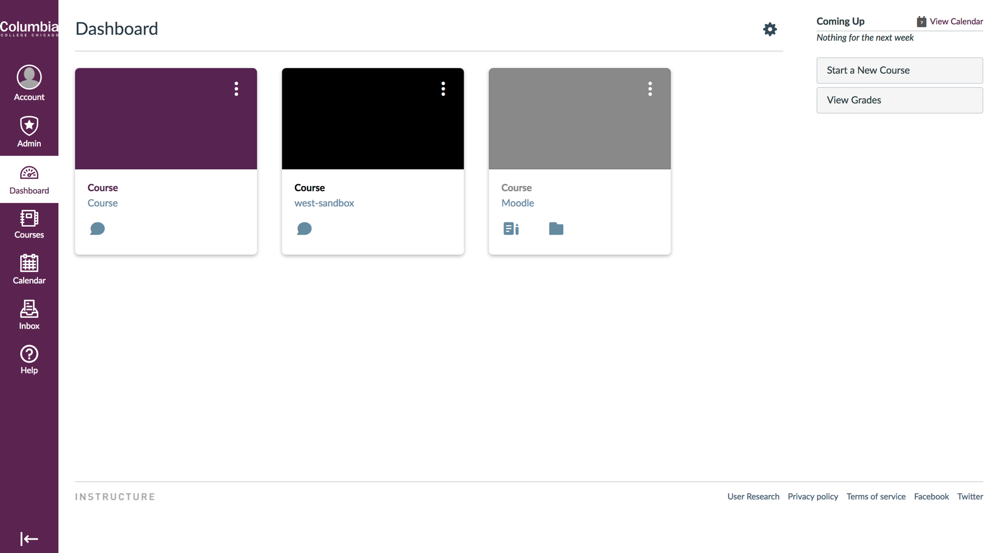 Columbia
COLLEGE CHICAGO
Account
Admin
Dashboard
Courses
Calendar
Inbox
Help
Dashboard
Course
Course
Course
west-sandbox
Course
Moodle
Coming Up
7
View Calendar
Nothing for the next week
Start a New Course
View Grades
INSTRUCTURE
User Research Privacy policy Terms of service Facebook Twitter